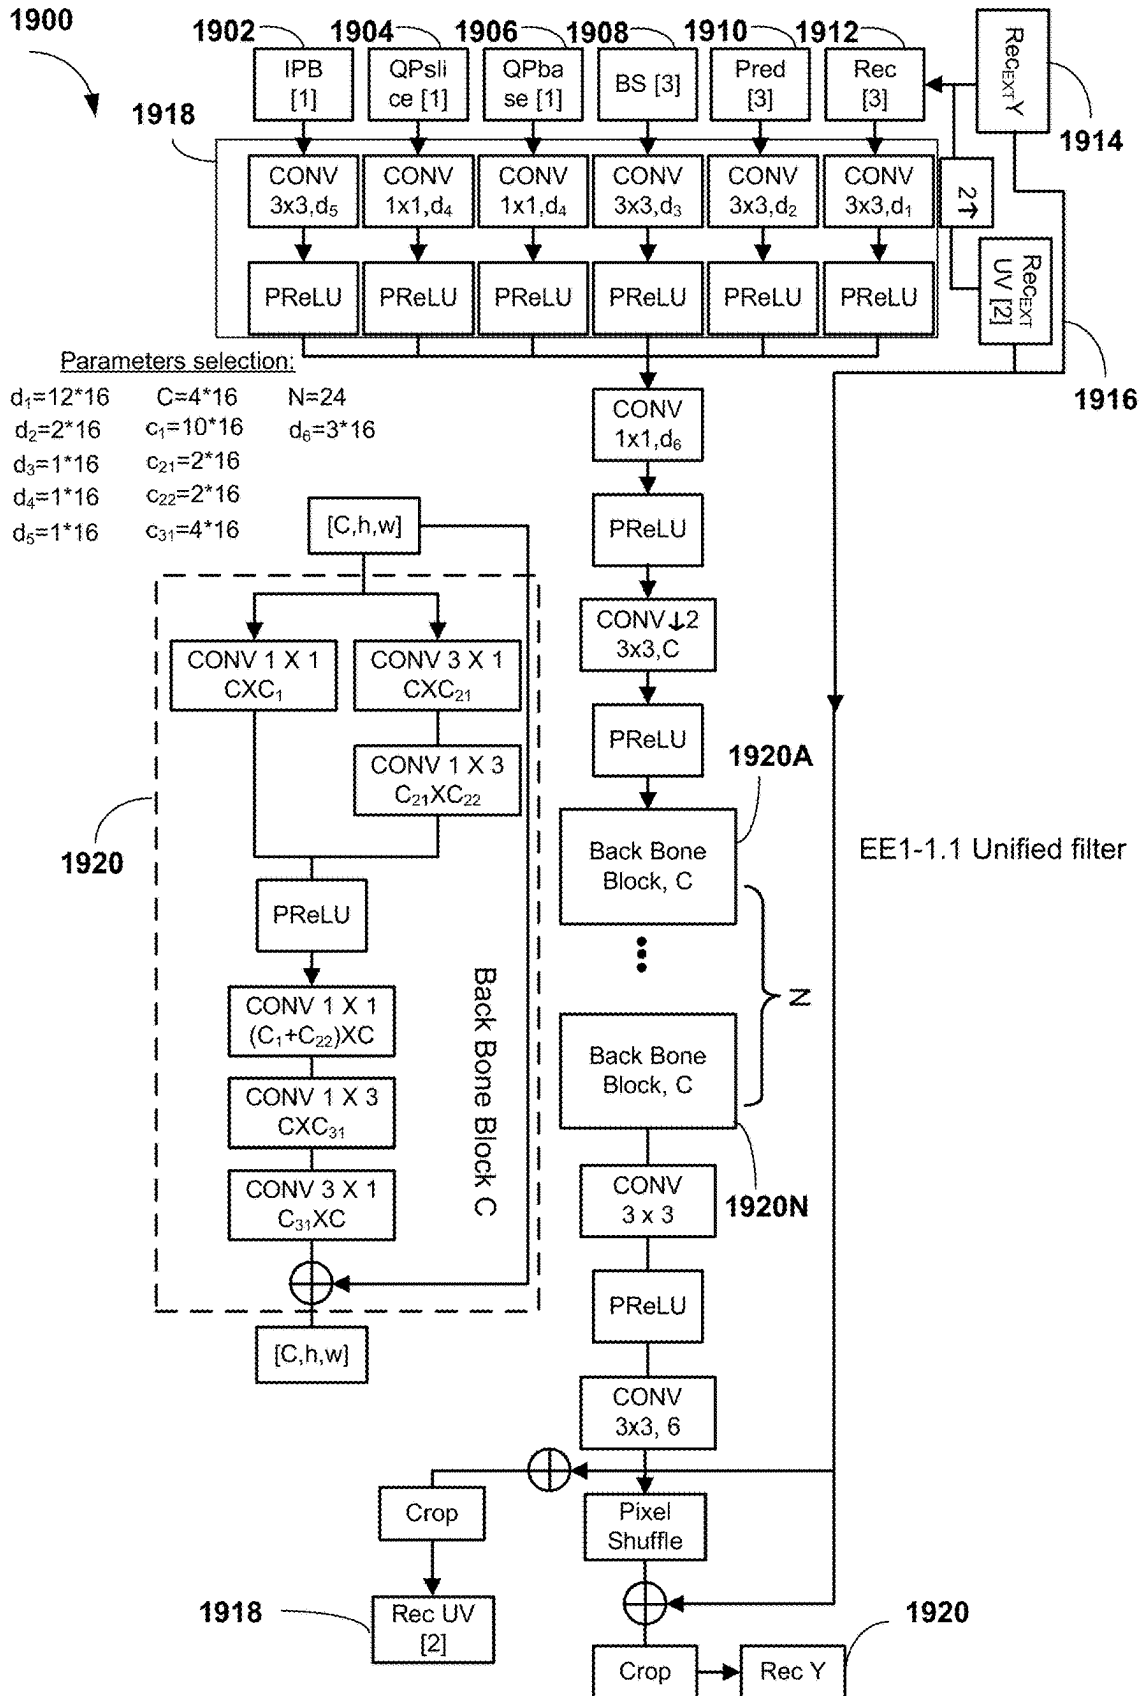 1900
1902
1904
1906
1908
1910
1912
IPB
[1]
QPsli
ce [1]
QPba
se [1]
BS [3]
Pred
[3]
Rec
[3]
RecEXTY
1914
1918
CONV
3x3,d₅
CONV
1x1,d₄
CONV
1x1,d₄
CONV
3x3,d₃
CONV
3x3,d₂
CONV
3x3,d₁
2↑
PReLU
PReLU
PReLU
PReLU
PReLU
PReLU
RecEXT
UV [2]
1916
Parameters selection:
d₁=12*16 C=4*16 N=24
d₂=2*16 c₁=10*16 d₆=3*16
d₃=1*16 c₂₁=2*16
d₄=1*16 c₂₂=2*16
d₅=1*16 c₃₁=4*16
CONV
1x1,d₆
PReLU
CONV↓2
3x3,C
PReLU
1920A
Back Bone
Block, C
N
EE1-1.1 Unified filter
Back Bone
Block, C
1920N
CONV
3 x 3
PReLU
CONV
3x3, 6
Pixel
Shuffle
[C,h,w]
CONV 1 X 1
CXC₁
CONV 3 X 1
CXC₂₁
CONV 1 X 3
C₂₁XC₂₂
1920
PReLU
CONV 1 X 1
(C₁+C₂₂)XC
CONV 1 X 3
CXC₃₁
CONV 3 X 1
C₃₁XC
Back Bone Block C
[C,h,w]
Crop
1918
Rec UV
[2]
Crop
Rec Y
1920